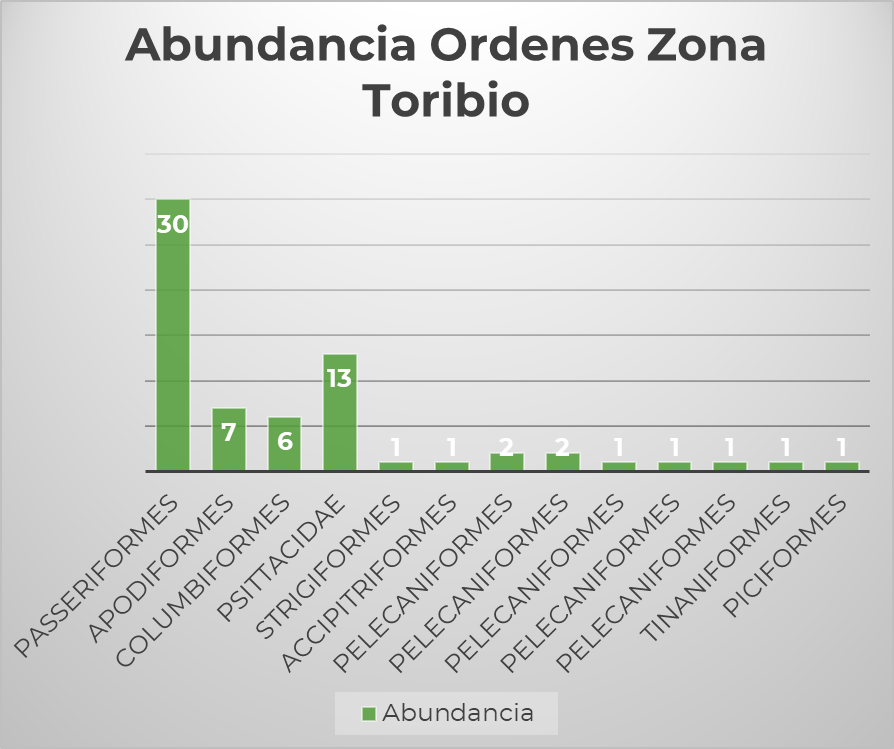 Abundancia Ordenes Zona
Toribio
30
7
6
13
1
1
2
2
1
1
1
1
1
PASSERIFORMES
APODIFORMES
COLUMBIFORMES
PSITTACIDAE
STRIGIFORMES
ACCIPITRIFORMES
PELECANIFORMES
PELECANIFORMES
PELECANIFORMES
PELECANIFORMES
PELECANIFORMES
TINANIFORMES
PICIFORMES
Abundancia